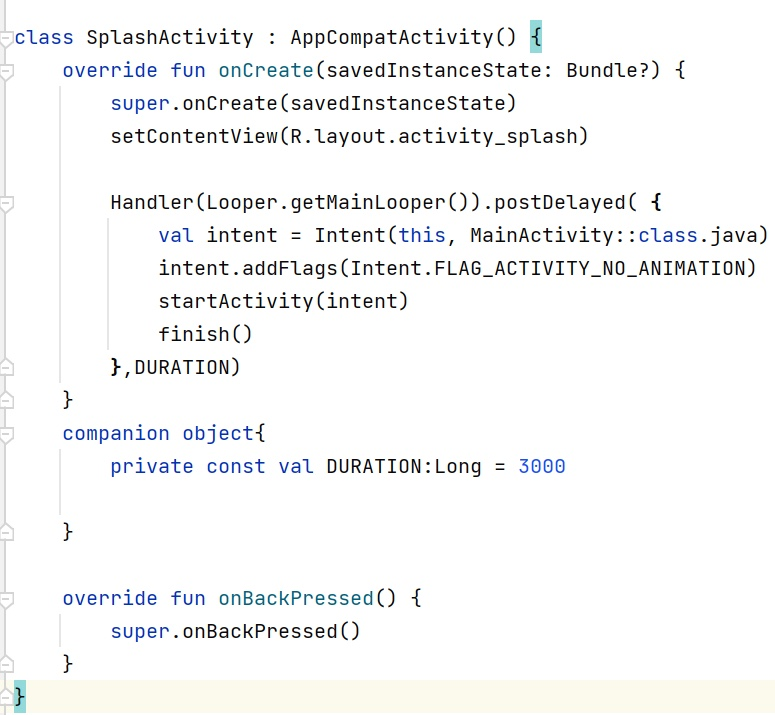 class SplashActivity : AppCompatActivity() {
    override fun onCreate(savedInstanceState: Bundle?) {
        super.onCreate(savedInstanceState)
        setContentView(R.layout.activity_splash)

        Handler(Looper.getMainLooper()).postDelayed( {
            val intent = Intent(this, MainActivity::class.java)
            intent.addFlags(Intent.FLAG_ACTIVITY_NO_ANIMATION)
            startActivity(intent)
            finish()
        },DURATION)
    }
    companion object{
        private const val DURATION:Long = 3000

    }

    override fun onBackPressed() {
        super.onBackPressed()
    }
}